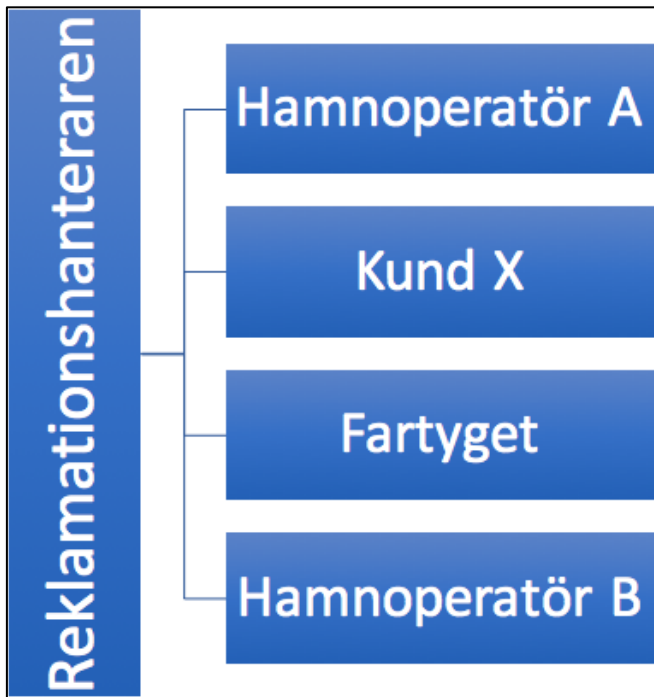 Reklamationshanteraren
Hamnoperatör A
Kund X
Fartyget
Hamnoperatör B